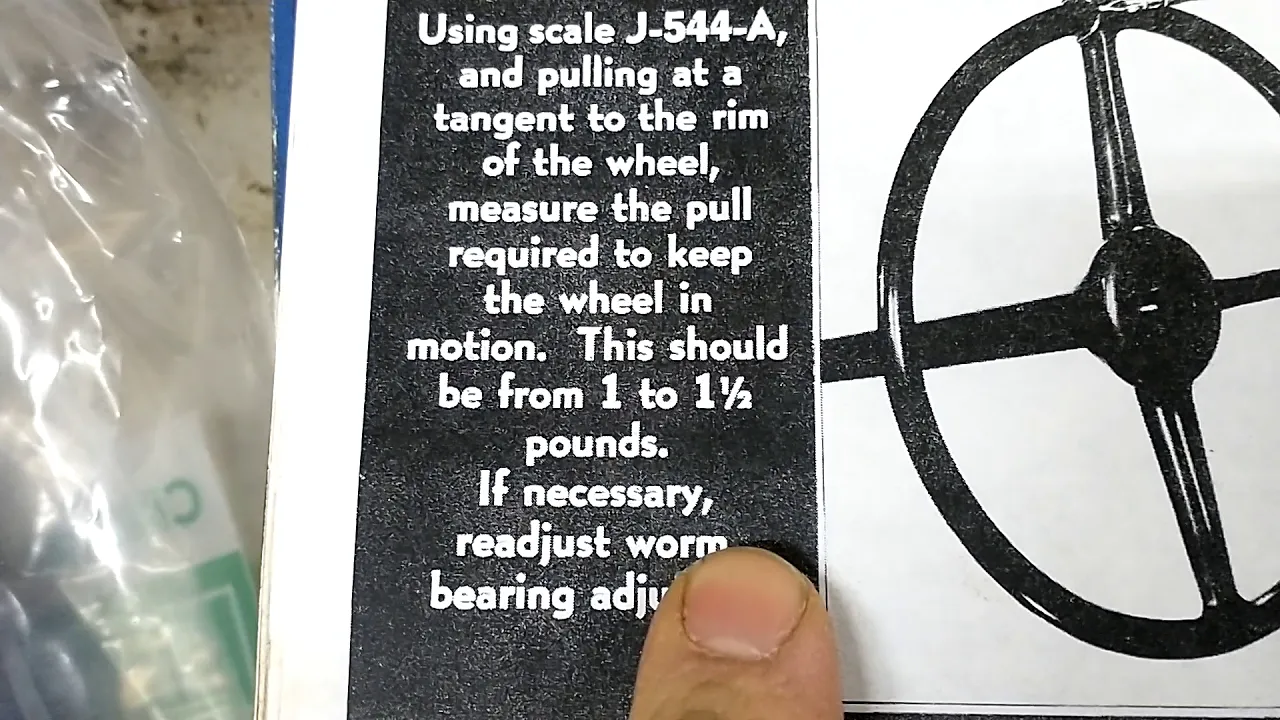 Using scale J-544-A,
and pulling at a
tangent to the rim
of the wheel,
measure the pull
required to keep
the wheel in
motion. This should
be from 1 to 1½
pounds.
If necessary,
readjust worm
bearing